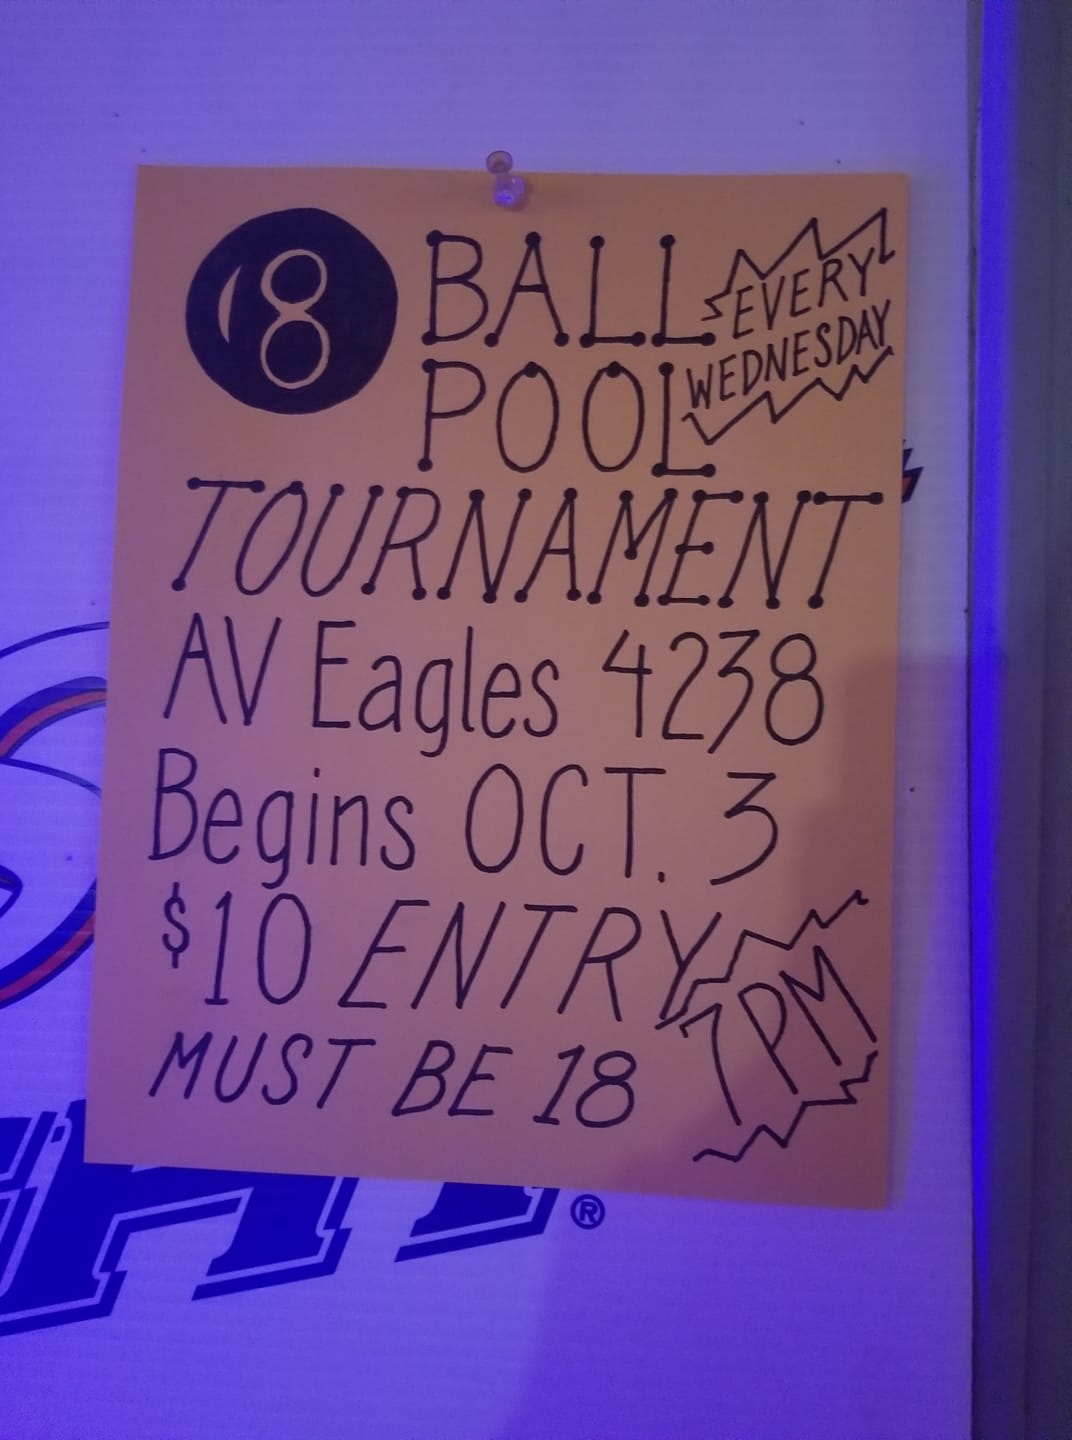 8 BALL
POOL
EVERY
WEDNESDAY
TOURNAMENT
AV Eagles 4238
Begins OCT. 3
$10 ENTRY
7PM
MUST BE 18
®